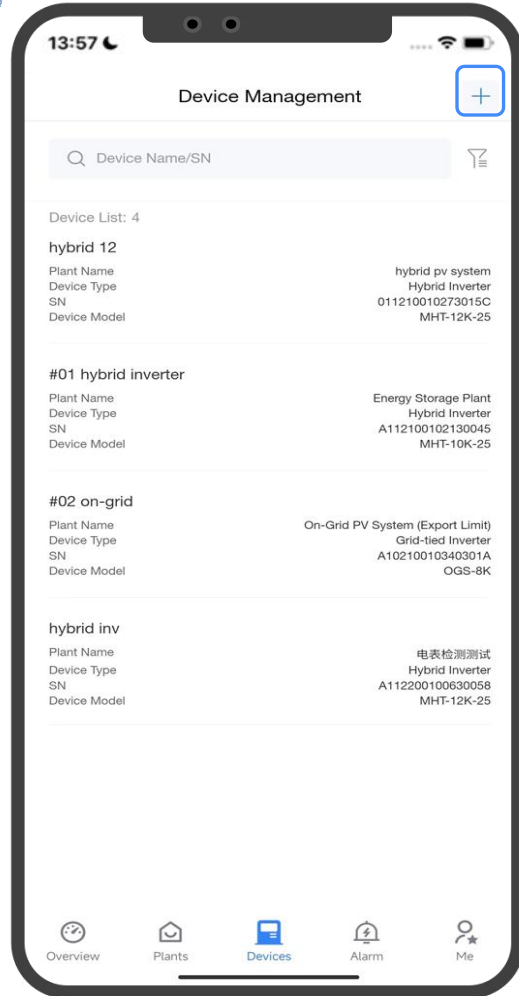 13:57
Device Management
Device Name/SN
Device List: 4
hybrid 12
Plant Name hybrid pv system
Device Type Hybrid Inverter
SN 011210010273015C
Device Model MHT-12K-25
#01 hybrid inverter
Plant Name Energy Storage Plant
Device Type Hybrid Inverter
SN A112100102130045
Device Model MHT-10K-25
#02 on-grid
Plant Name On-Grid PV System (Export Limit)
Device Type Grid-tied Inverter
SN A10210010340301A
Device Model OGS-8K
hybrid inv
Plant Name 电表检测测试
Device Type Hybrid Inverter
SN A112200100630058
Device Model MHT-12K-25
Overview Plants Devices Alarm Me